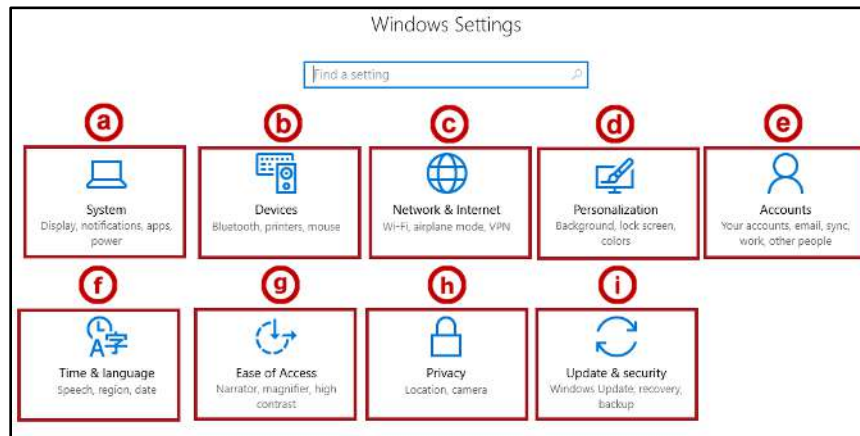 Windows Settings
Find a setting
a b c d e
System Devices Network & Internet Personalization Accounts
Display, notifications, apps, Bluetooth, printers, mouse Wi-Fi, airplane mode, VPN Background, lock screen, Your accounts, email, sync,
power colors work, other people
f g h i
A字
Time & language Ease of Access Privacy Update & security
Speech, region, date Narrator, magnifier, high Location, camera Windows Update, recovery,
contrast backup